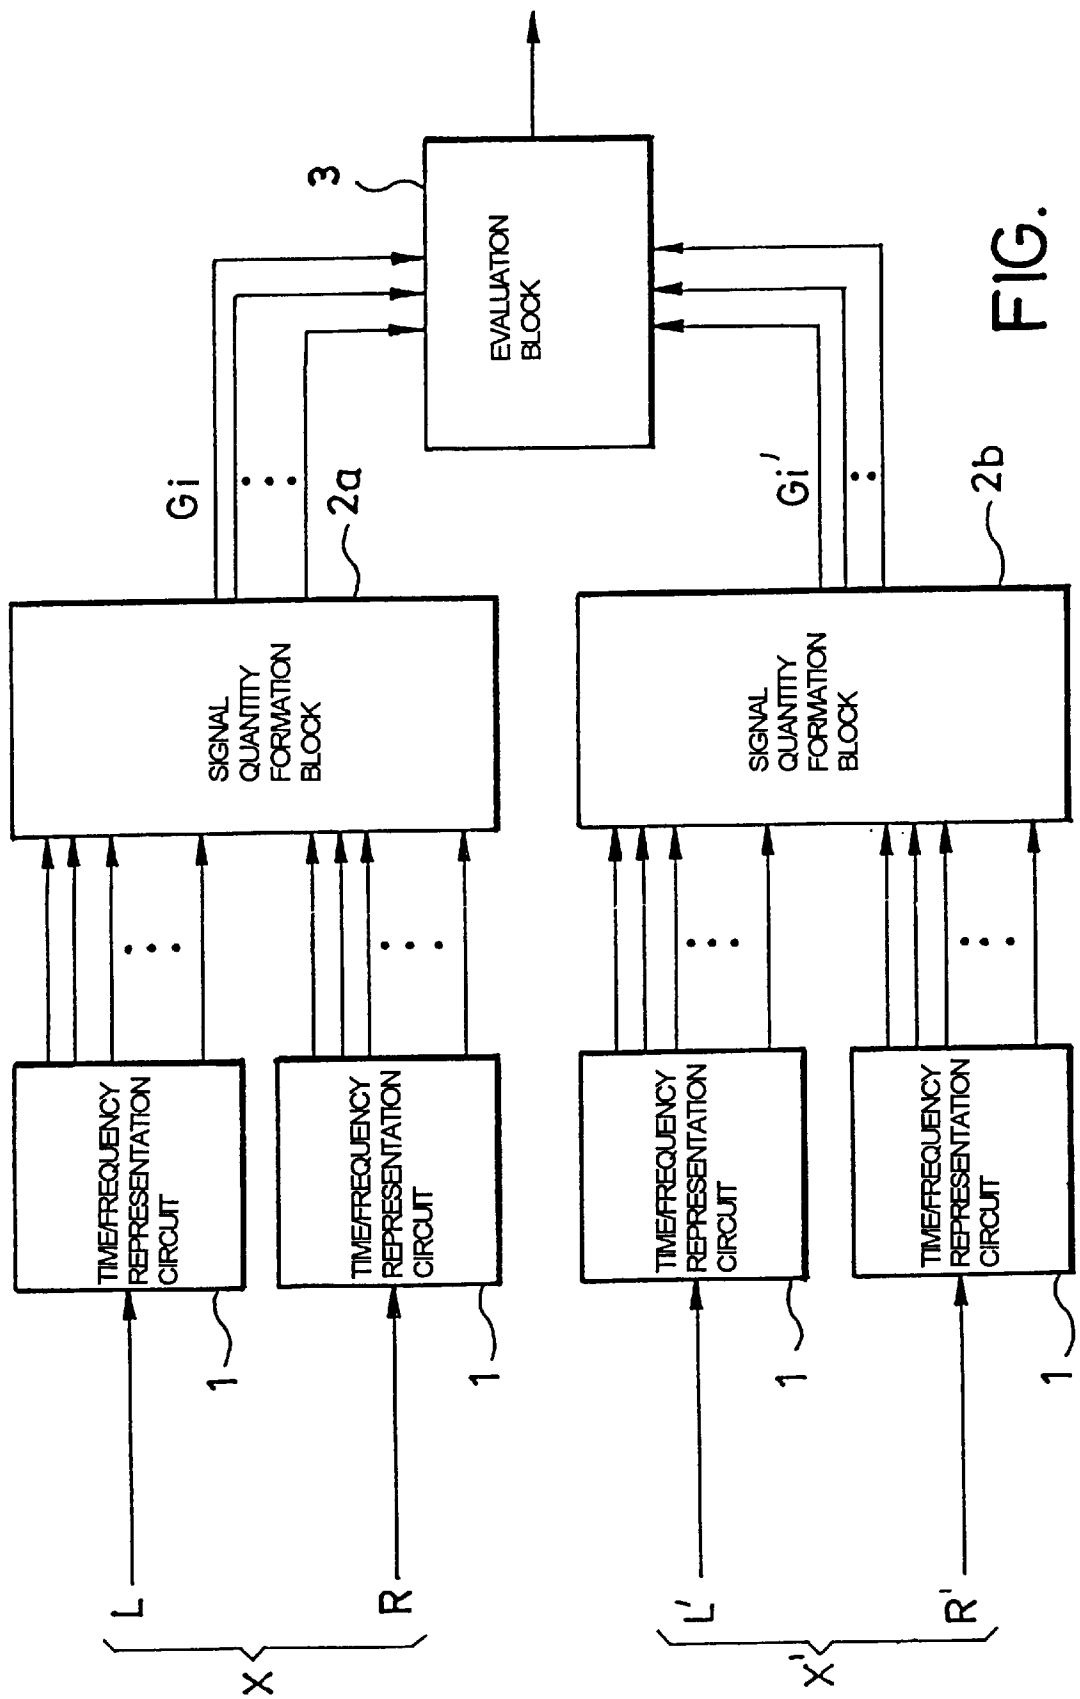 X
L
R
1
TIME/FREQUENCY
REPRESENTATION
CIRCUIT
1
TIME/FREQUENCY
REPRESENTATION
CIRCUIT
SIGNAL
QUANTITY
FORMATION
BLOCK
2a
Gi
X'
L'
R'
1
TIME/FREQUENCY
REPRESENTATION
CIRCUIT
1
TIME/FREQUENCY
REPRESENTATION
CIRCUIT
SIGNAL
QUANTITY
FORMATION
BLOCK
2b
Gi'
3
EVALUATION
BLOCK
FIG.